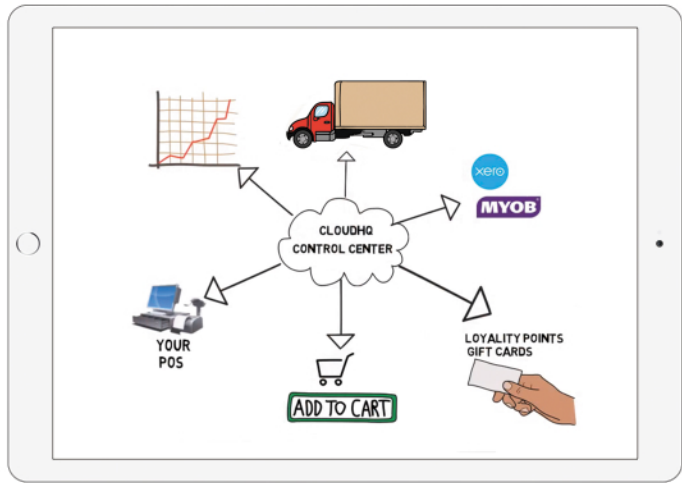 xero
MYOB
CLOUDHQ
CONTROL CENTER
YOUR
POS
LOYALITY POINTS
GIFT CARDS
ADD TO CART